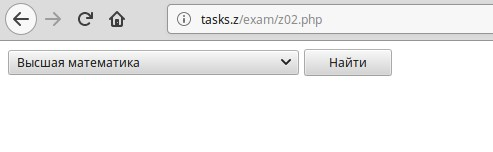 tasks.z/exam/z02.php
Высшая математика
Найти